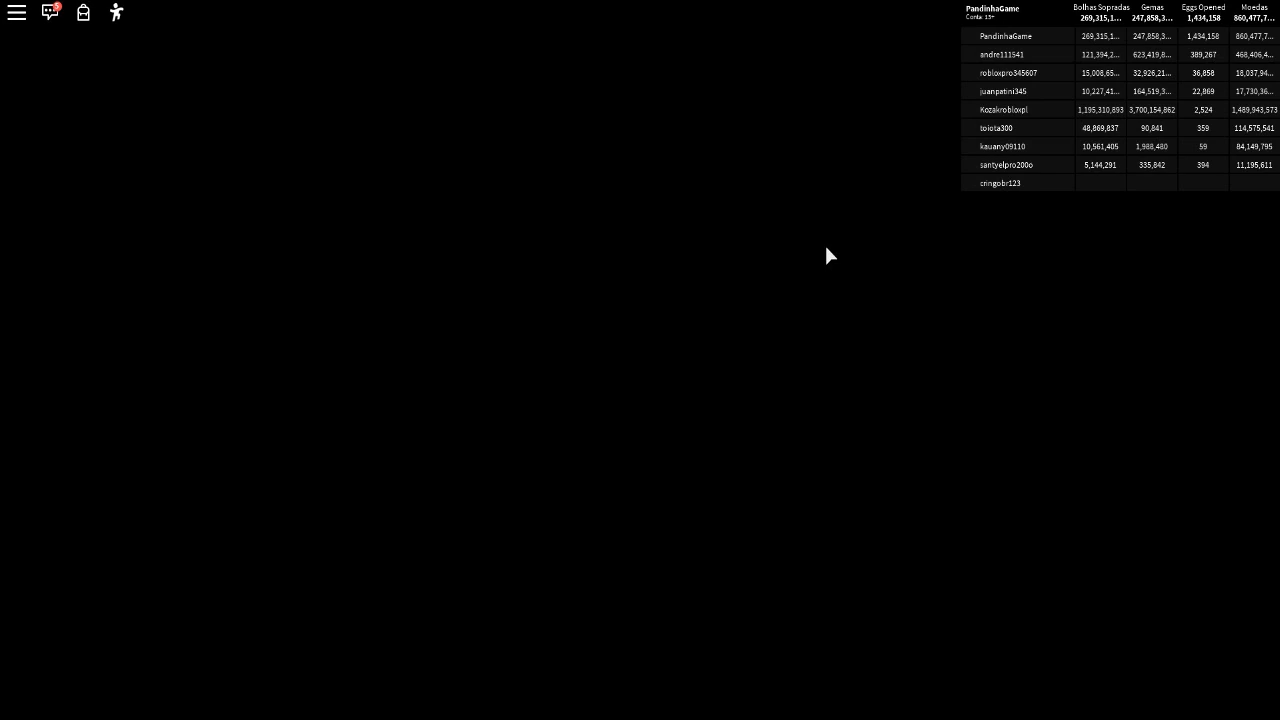 5
PandinhaGame Bolhas Sopradas Gemas Eggs Opened Moedas
Conta: 13+ 269,315,1... 247,858,3... 1,434,158 860,477,7...
PandinhaGame 269,315,1... 247,858,3... 1,434,158 860,477,7...
andre111541 121,394,2... 623,419,8... 389,267 468,406,4...
robloxpro345607 15,008,65... 32,926,21... 36,858 18,037,94...
juanpatini345 10,227,41... 164,519,3... 22,869 17,730,36...
Kozakrobloxpl 1,195,310,893 3,700,154,862 2,524 1,489,943,573
toiota300 48,869,837 90,841 359 114,575,541
kauany09110 10,561,405 1,988,480 59 84,149,795
santyelpro200o 5,144,291 335,842 394 11,195,611
cringobr123